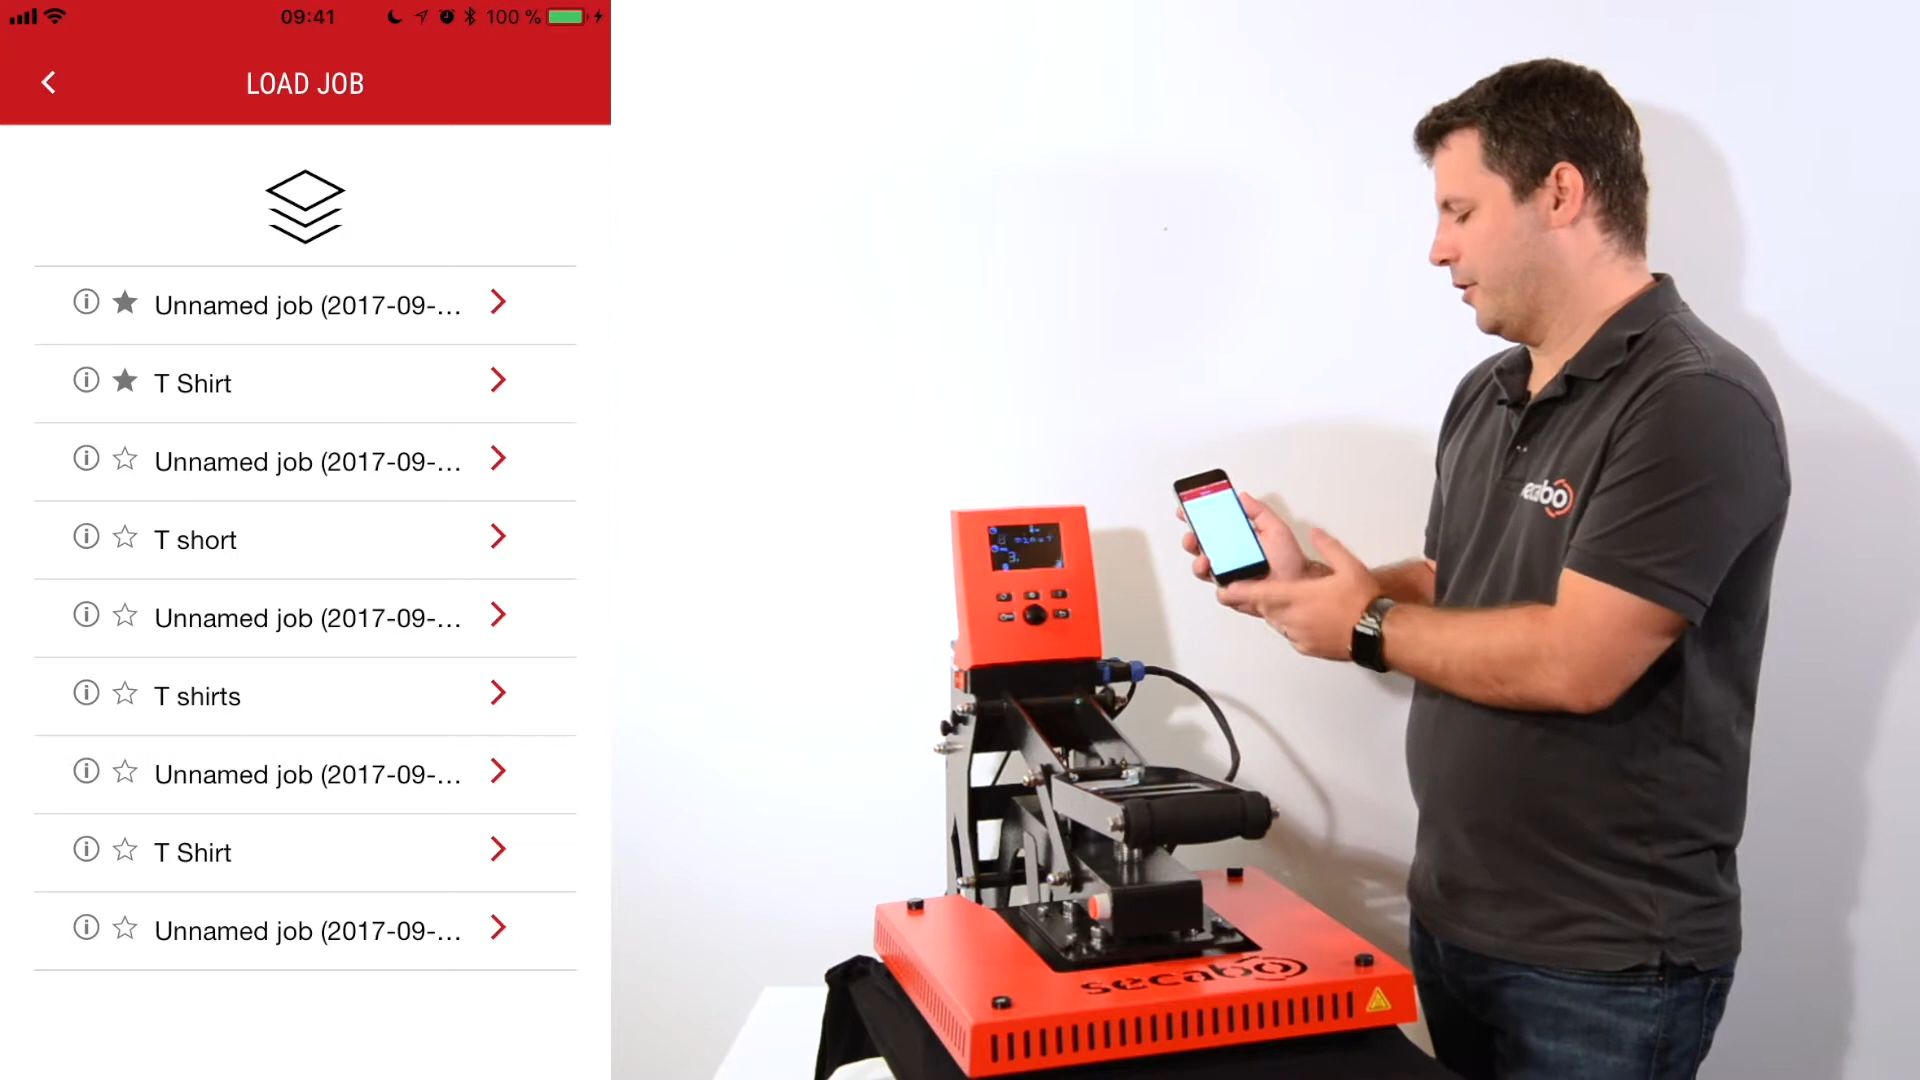 09:41
100 %
LOAD JOB
Unnamed job (2017-09-...
T Shirt
Unnamed job (2017-09-...
T short
Unnamed job (2017-09-...
T shirts
Unnamed job (2017-09-...
T Shirt
Unnamed job (2017-09-...
secabo
secabo